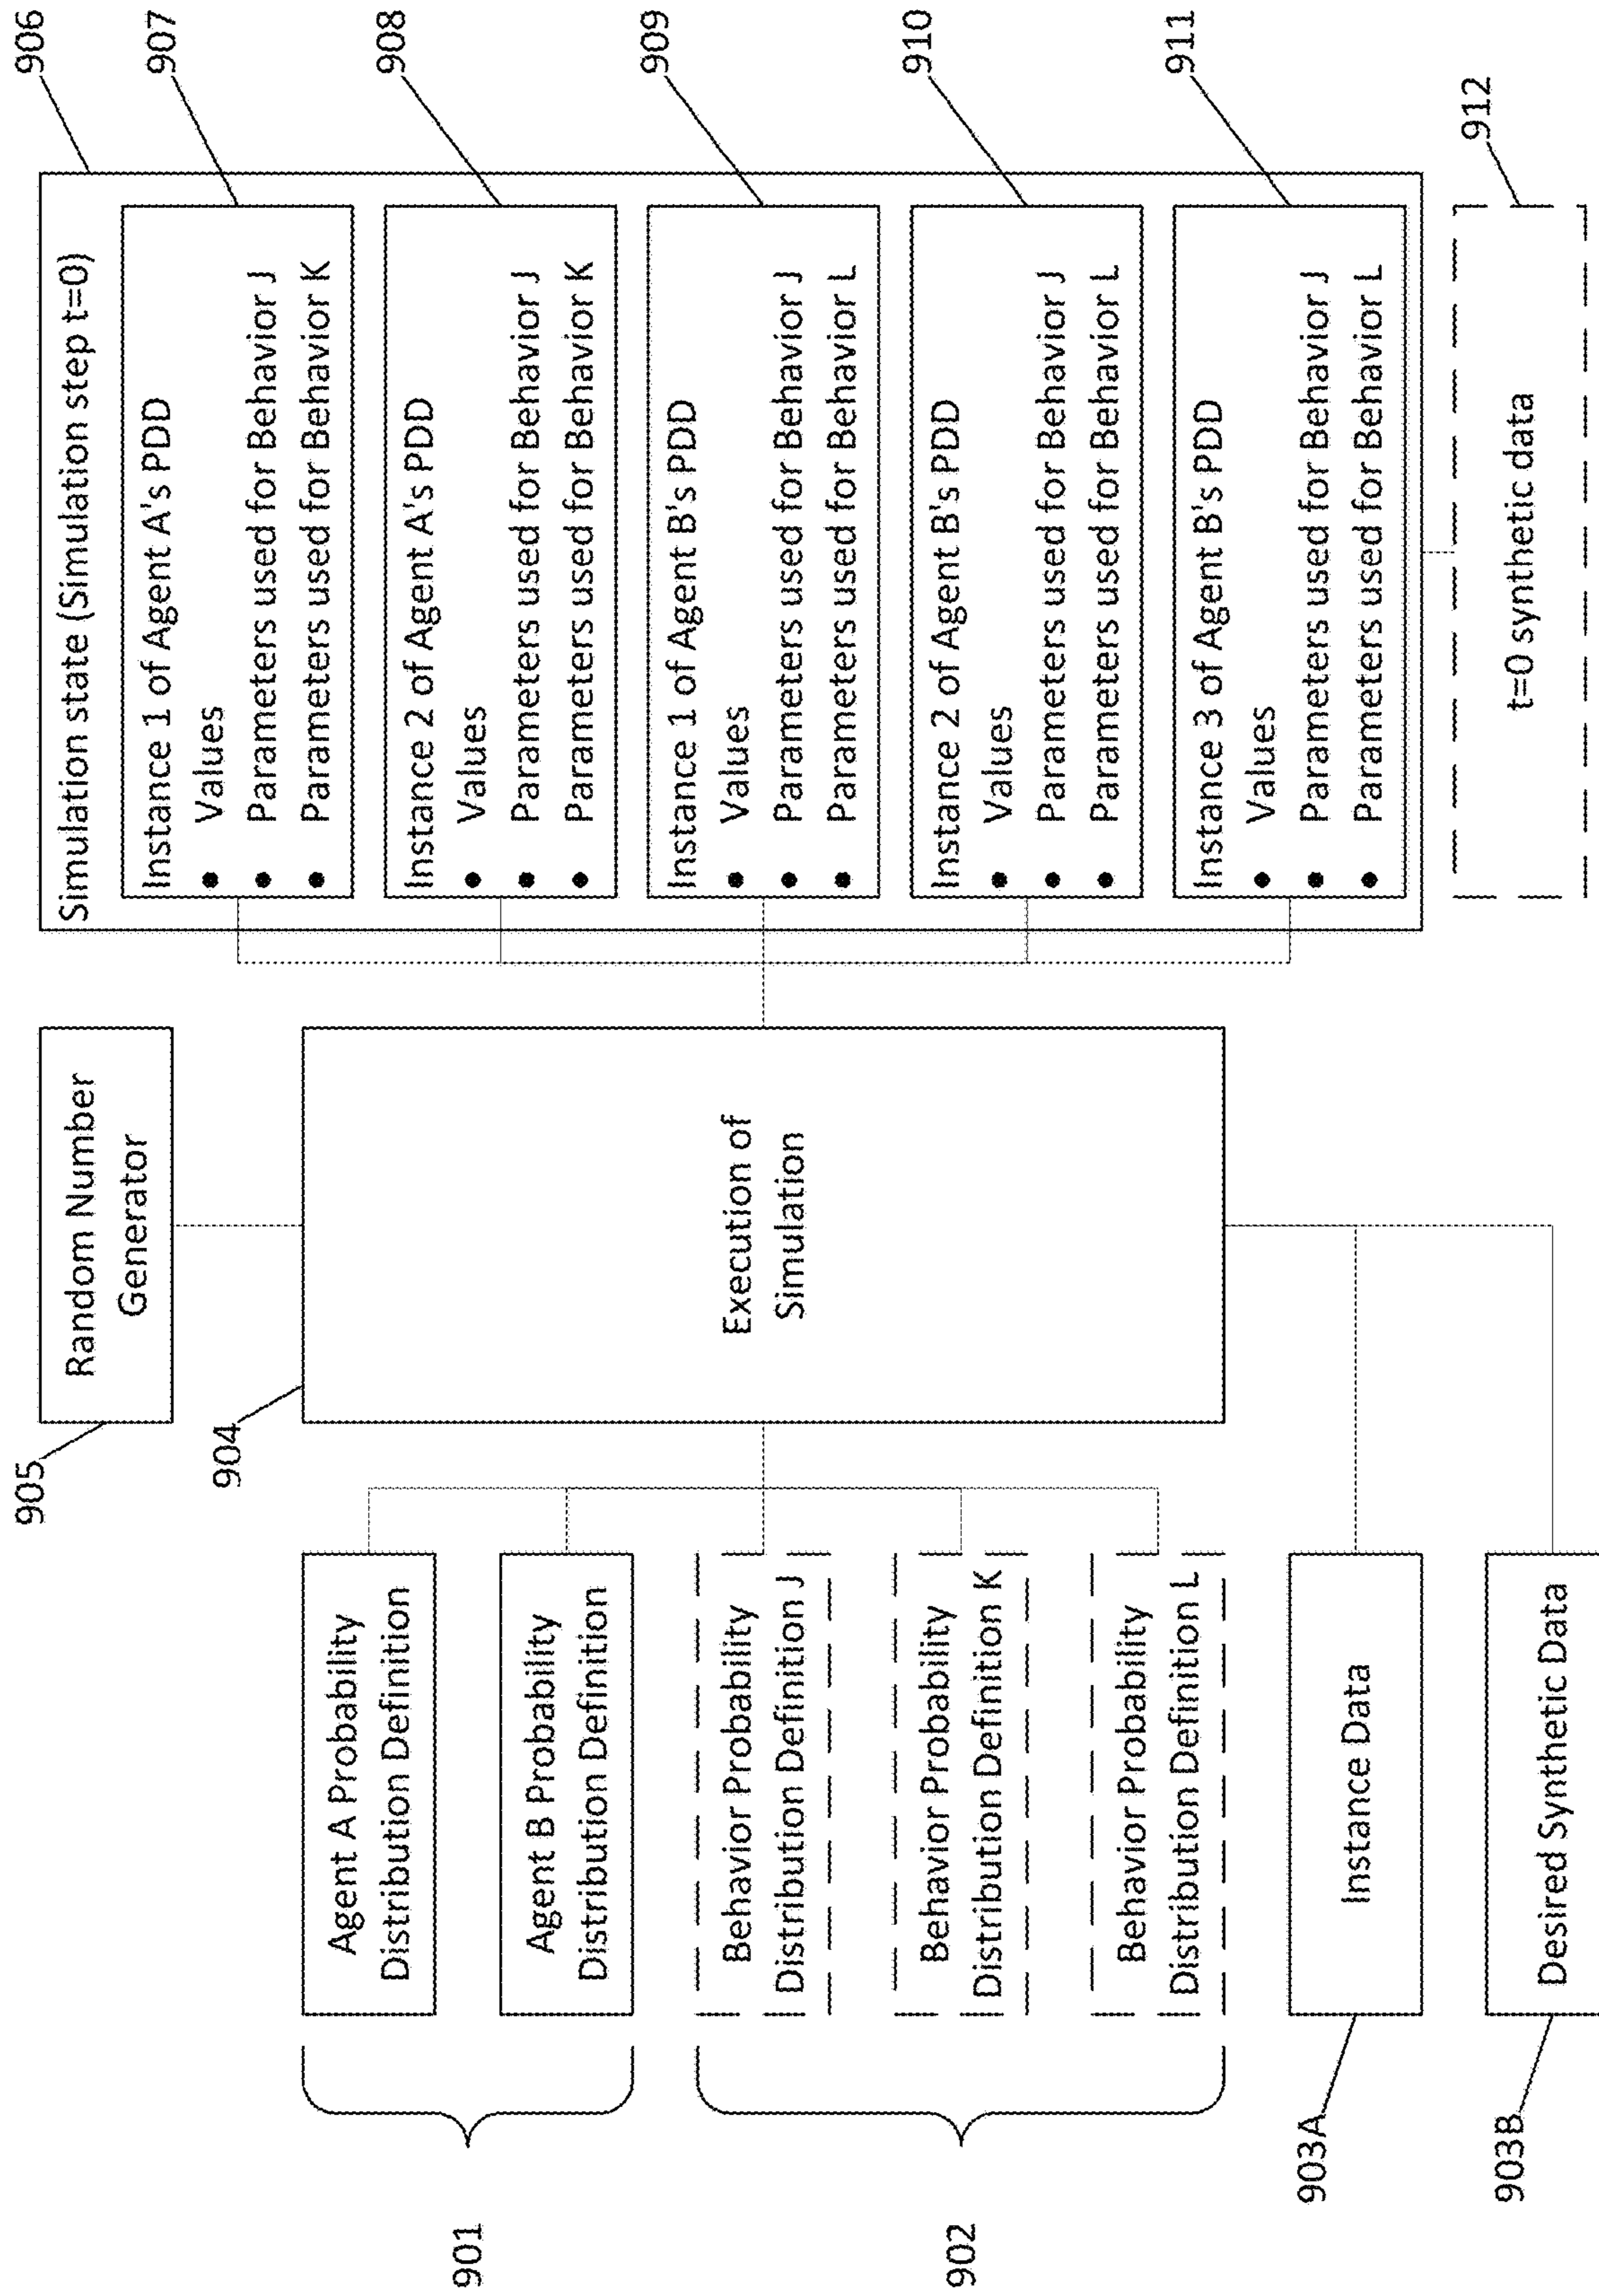 905
Random Number
Generator
904
Execution of
Simulation
901
Agent A Probability
Distribution Definition
Agent B Probability
Distribution Definition
902
Behavior Probability
Distribution Definition J
Behavior Probability
Distribution Definition K
Behavior Probability
Distribution Definition L
903A
Instance Data
903B
Desired Synthetic Data
906
Simulation state (Simulation step t=0)
907
Instance 1 of Agent A's PDD
● Values
● Parameters used for Behavior J
● Parameters used for Behavior K
908
Instance 2 of Agent A's PDD
● Values
● Parameters used for Behavior J
● Parameters used for Behavior K
909
Instance 1 of Agent B's PDD
● Values
● Parameters used for Behavior J
● Parameters used for Behavior L
910
Instance 2 of Agent B's PDD
● Values
● Parameters used for Behavior J
● Parameters used for Behavior L
911
Instance 3 of Agent B's PDD
● Values
● Parameters used for Behavior J
● Parameters used for Behavior L
912
t=0 synthetic data